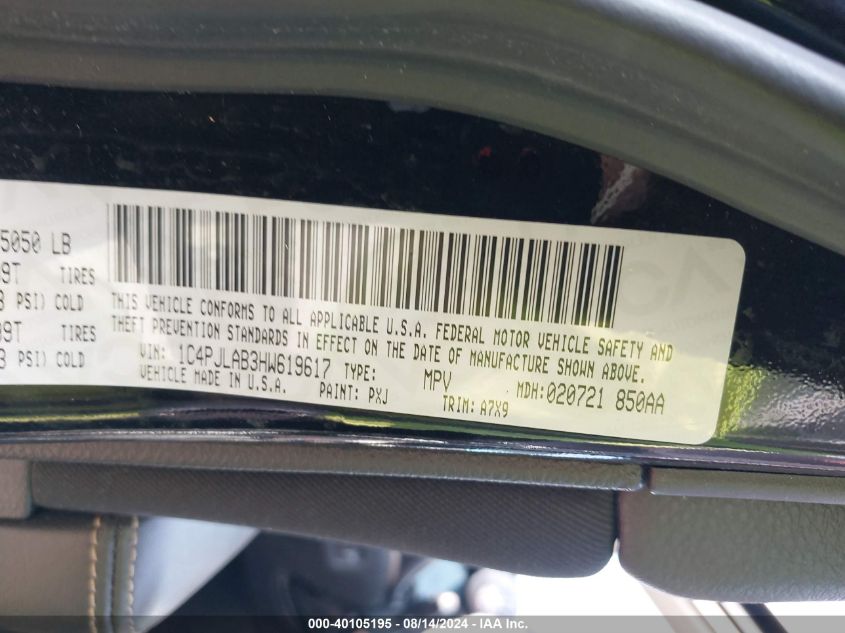 5050 LB
9T TIRES
PSI) COLD
9T TIRES
PSI) COLD
THIS VEHICLE CONFORMS TO ALL APPLICABLE U.S.A. FEDERAL MOTOR VEHICLE SAFETY AND
THEFT PREVENTION STANDARDS IN EFFECT ON THE DATE OF MANUFACTURE SHOWN ABOVE.
VIN: 1C4PJLAB3HW619617 TYPE: MPV MDH:020721 850AA
VEHICLE MADE IN U.S.A. PAINT: PXJ TRIM: A7X9
000-40105195 - 08/14/2024 - IAA Inc.